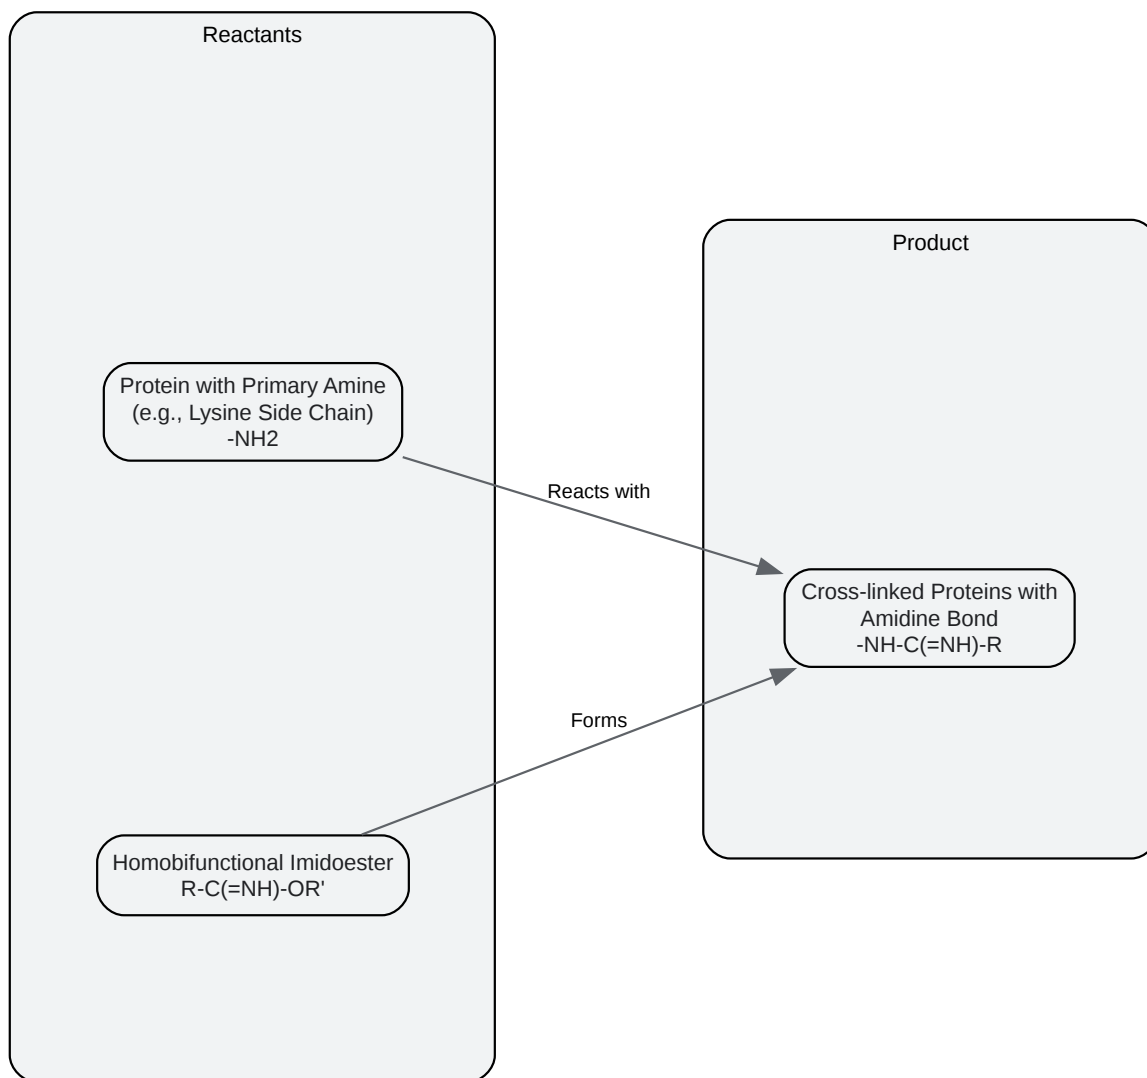 Reactants
Product
Protein with Primary Amine
(e.g., Lysine Side Chain)
-NH2
Reacts with
Cross-linked Proteins with
Amidine Bond
-NH-C(=NH)-R
Forms
Homobifunctional Imidoester
R-C(=NH)-OR'